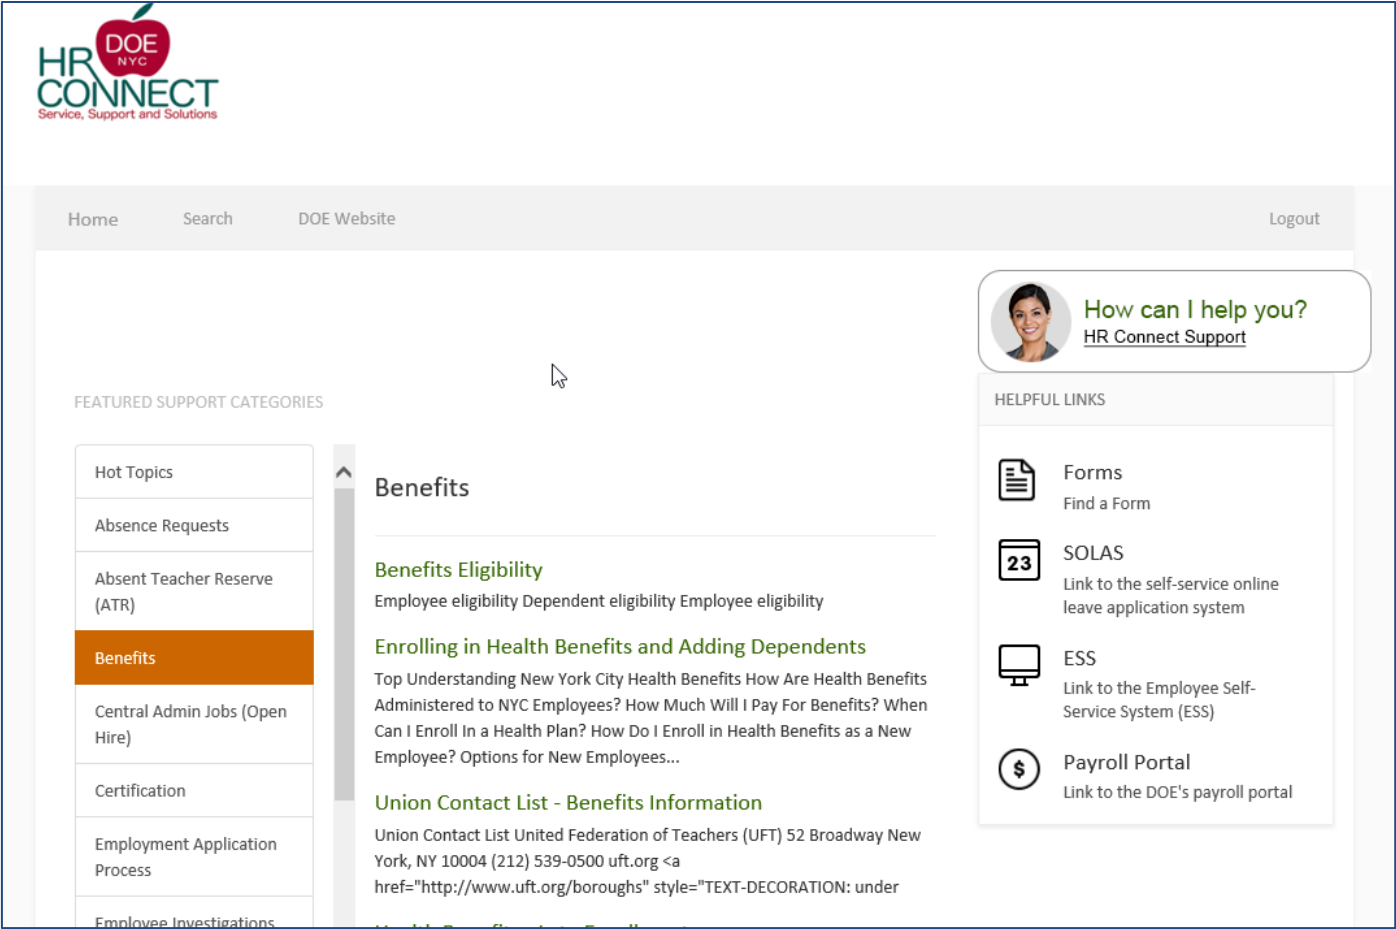 DOE
NYC
HR
CONNECT
Service, Support and Solutions
Home
Search
DOE Website
Logout
How can I help you?
HR Connect Support
FEATURED SUPPORT CATEGORIES
Hot Topics
Absence Requests
Absent Teacher Reserve
(ATR)
Benefits
Central Admin Jobs (Open
Hire)
Certification
Employment Application
Process
Employee Investigations
Benefits
Benefits Eligibility
Employee eligibility Dependent eligibility Employee eligibility
Enrolling in Health Benefits and Adding Dependents
Top Understanding New York City Health Benefits How Are Health Benefits
Administered to NYC Employees? How Much Will I Pay For Benefits? When
Can I Enroll In a Health Plan? How Do I Enroll in Health Benefits as a New
Employee? Options for New Employees...
Union Contact List - Benefits Information
Union Contact List United Federation of Teachers (UFT) 52 Broadway New
York, NY 10004 (212) 539-0500 uft.org <a
href="http://www.uft.org/boroughs" style="TEXT-DECORATION: under
HELPFUL LINKS
Forms
Find a Form
23
SOLAS
Link to the self-service online
leave application system
ESS
Link to the Employee Self-
Service System (ESS)
$
Payroll Portal
Link to the DOE's payroll portal